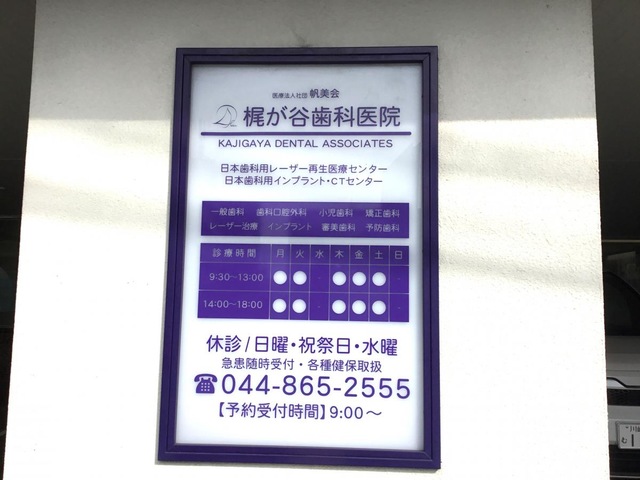 医療法人社団 帆美会
梶が谷歯科医院
KAJIGAYA DENTAL ASSOCIATES
日本歯科用レーザー再生医療センター
日本歯科用インプラント・CTセンター
一般歯科 歯科口腔外科 小児歯科 矯正歯科
レーザー治療 インプラント 審美歯科 予防歯科
診療時間 月 火 水 木 金 土 日
9:30～13:00 ● ● - ● ● ● -
14:00～18:00 ● ● - ● ● ● -
休診/日曜・祝祭日・水曜
急患随時受付・各種健保取扱
☎044-865-2555
【予約受付時間】9:00～
む